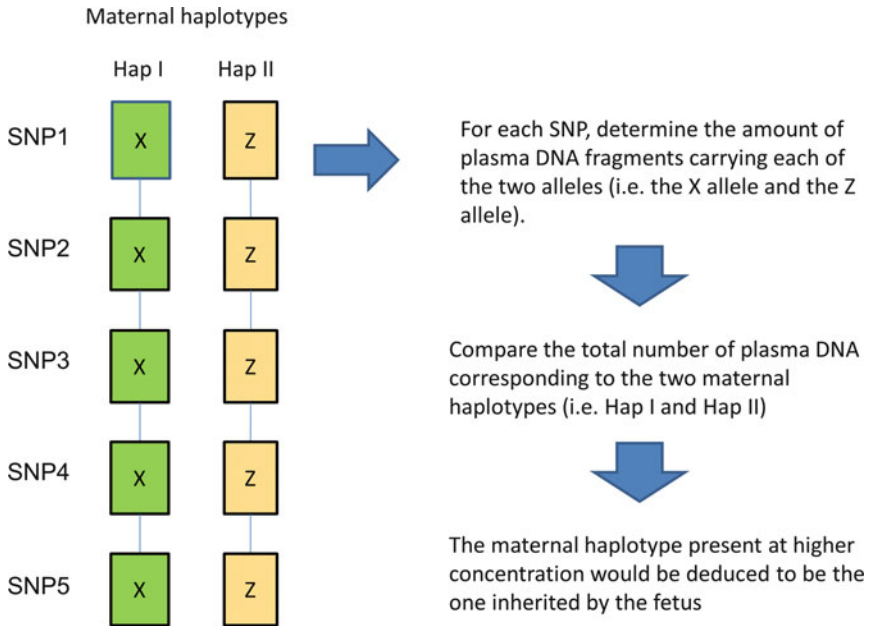 Maternal haplotypes
Hap I Hap II
SNP1 X Z
SNP2 X Z
SNP3 X Z
SNP4 X Z
SNP5 X Z
For each SNP, determine the amount of
plasma DNA fragments carrying each of
the two alleles (i.e. the X allele and the Z
allele).
Compare the total number of plasma DNA
corresponding to the two maternal
haplotypes (i.e. Hap I and Hap II)
The maternal haplotype present at higher
concentration would be deduced to be the
one inherited by the fetus